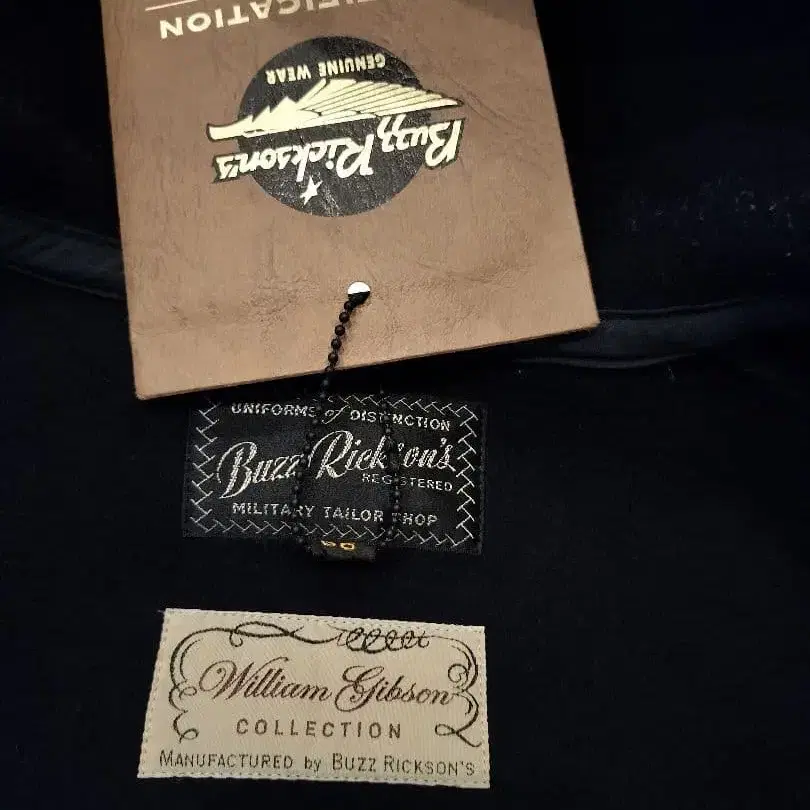 IFICATION
GENUINE WEAR
Buzz Rickson's
UNIFORMS of DISTINCTION
Buzz Rickson's
REGISTERED
MILITARY TAILOR SHOP
William Gibson
COLLECTION
MANUFACTURED by BUZZ RICKSON'S